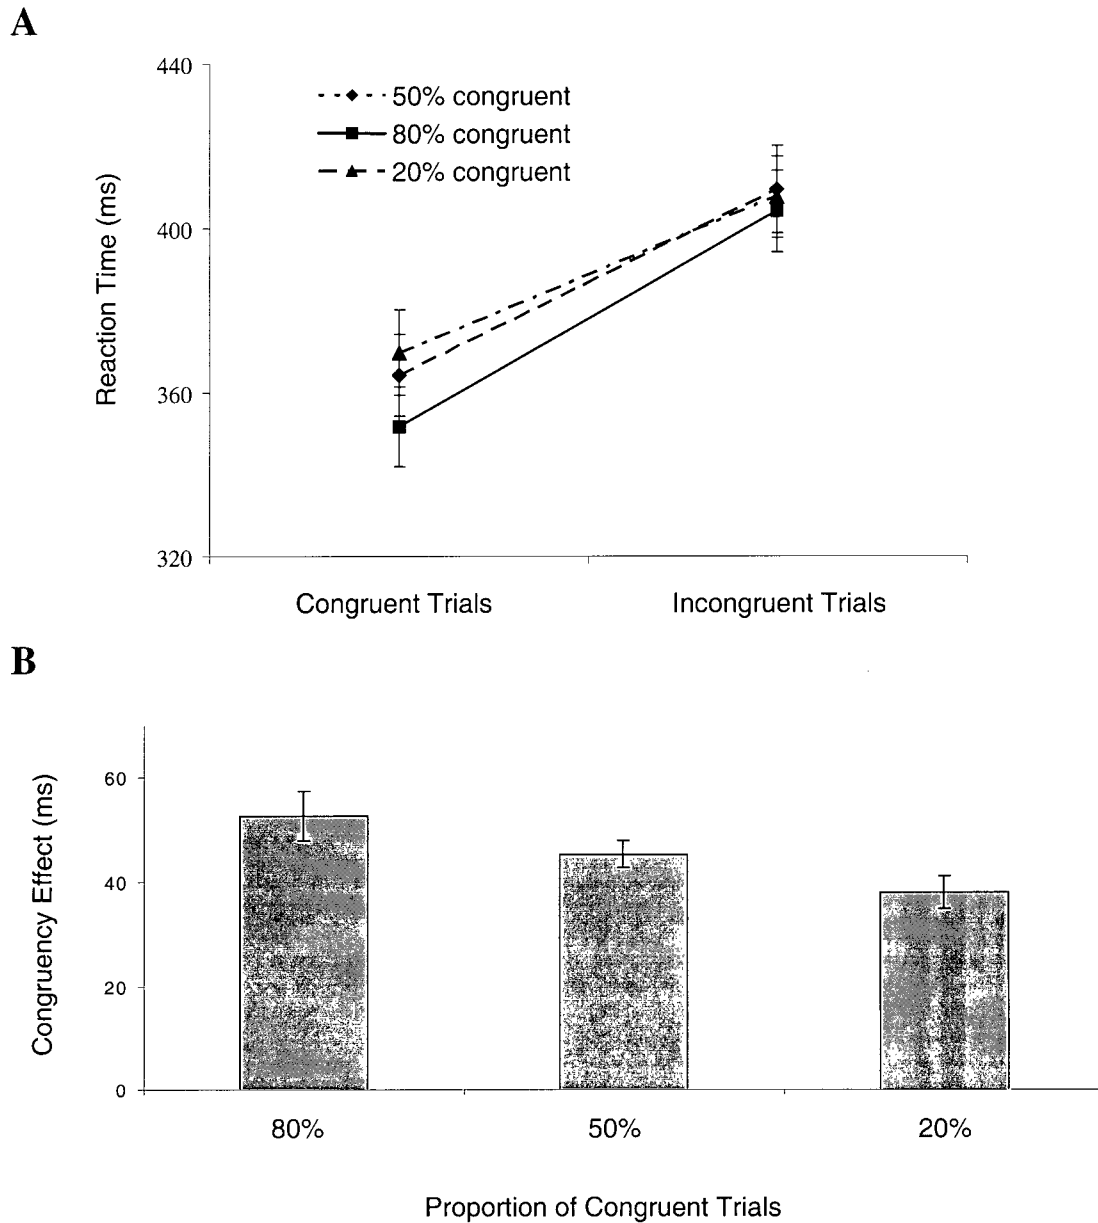 A
440
50% congruent
80% congruent
20% congruent
400
Reaction Time (ms)
360
320
Congruent Trials Incongruent Trials
B
60
Congruency Effect (ms)
40
20
0
80% 50% 20%
Proportion of Congruent Trials